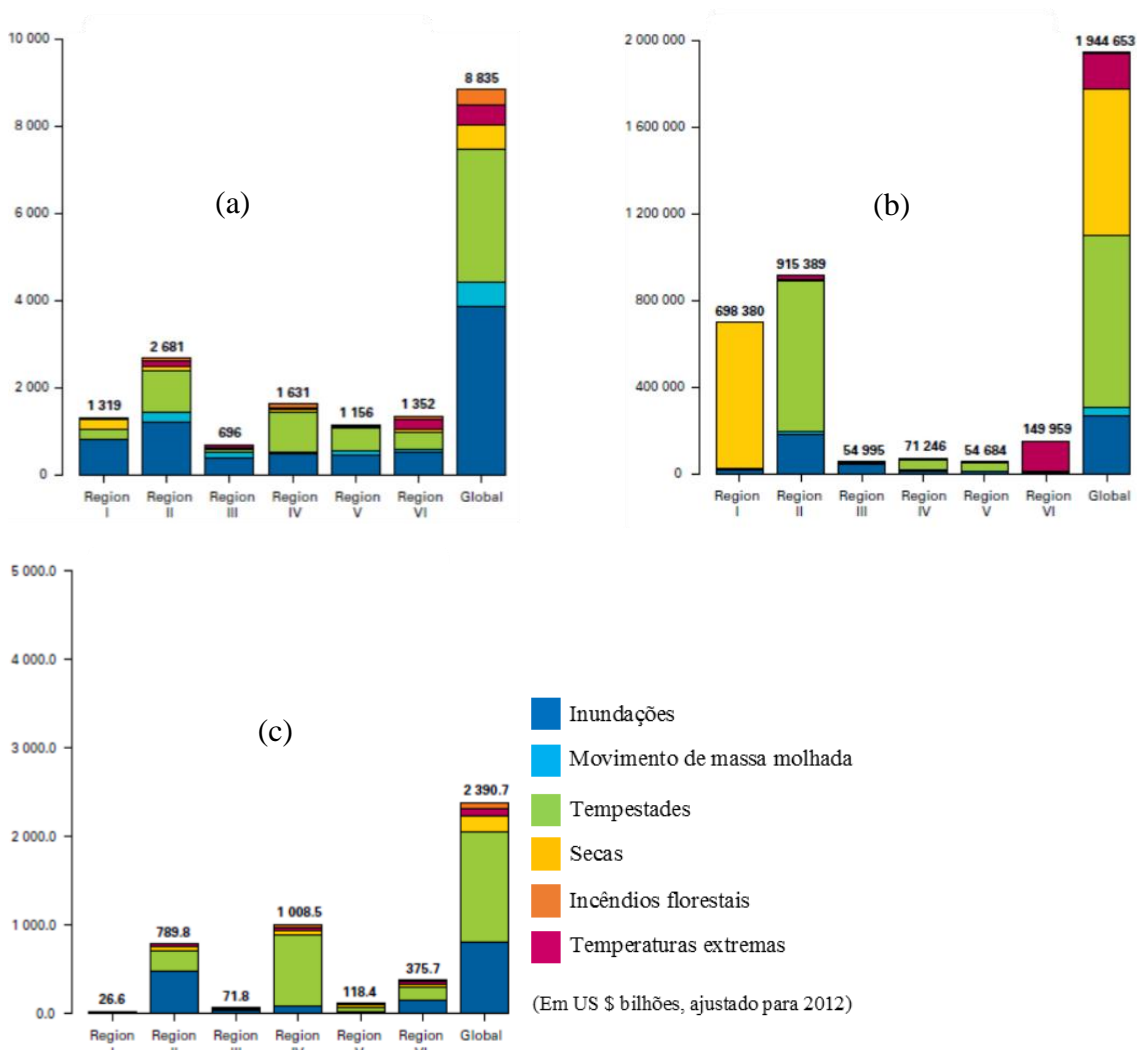 10 000
8 000
6 000
4 000
2 000
0
(a)
1 319
2 681
696
1 631
1 156
1 352
8 835
Region I
Region II
Region III
Region IV
Region V
Region VI
Global
2 000 000
1 600 000
1 200 000
800 000
400 000
0
(b)
698 380
915 389
54 995
71 246
54 684
149 959
1 944 653
Region I
Region II
Region III
Region IV
Region V
Region VI
Global
5 000.0
4 000.0
3 000.0
2 000.0
1 000.0
0.0
(c)
26.6
789.8
71.8
1 008.5
118.4
375.7
2 390.7
Region
Region
Region
Region
Region
Region
Global
Inundações
Movimento de massa molhada
Tempestades
Secas
Incêndios florestais
Temperaturas extremas
(Em US $ bilhões, ajustado para 2012)